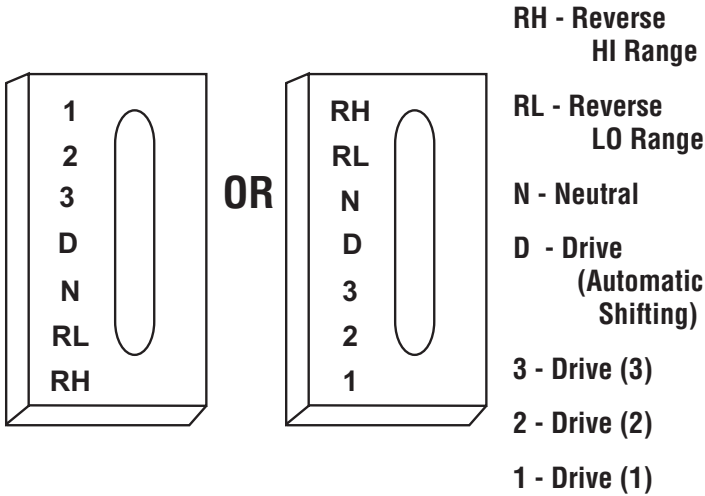 1
2
3
D
N
RL
RH
OR
RH
RL
N
D
3
2
1
RH - Reverse
HI Range
RL - Reverse
LO Range
N - Neutral
D - Drive
(Automatic
Shifting)
3 - Drive (3)
2 - Drive (2)
1 - Drive (1)